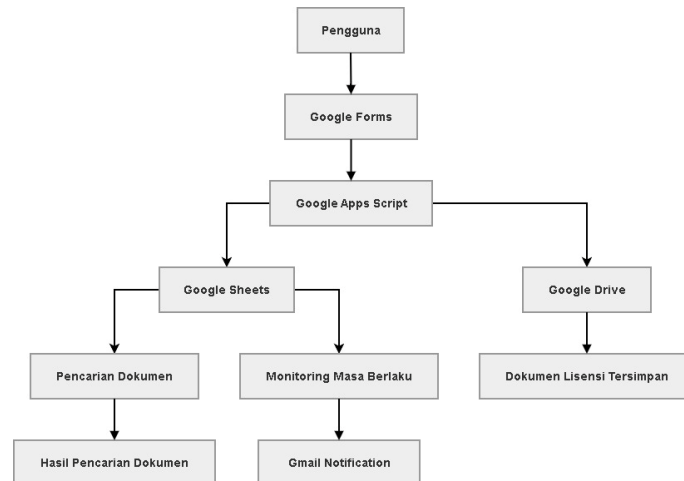 Pengguna
Google Forms
Google Apps Script
Google Sheets
Google Drive
Pencarian Dokumen
Monitoring Masa Berlaku
Dokumen Lisensi Tersimpan
Hasil Pencarian Dokumen
Gmail Notification